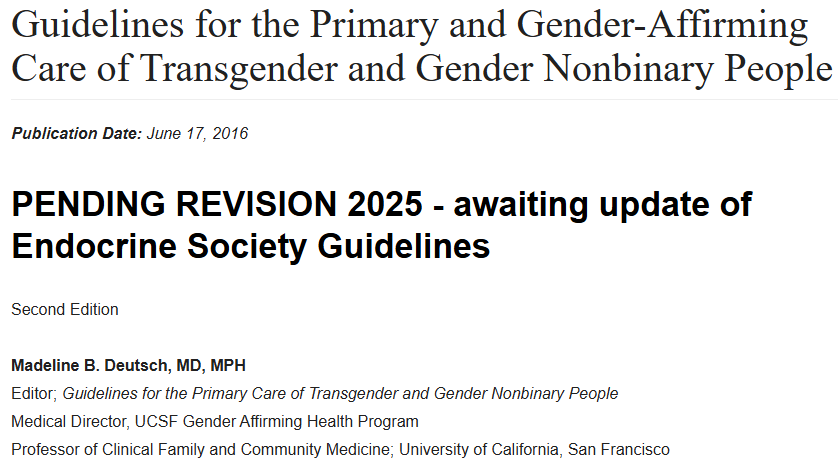 Guidelines for the Primary and Gender-Affirming
Care of Transgender and Gender Nonbinary People
Publication Date: June 17, 2016
PENDING REVISION 2025 - awaiting update of
Endocrine Society Guidelines
Second Edition
Madeline B. Deutsch, MD, MPH
Editor; Guidelines for the Primary Care of Transgender and Gender Nonbinary People
Medical Director, UCSF Gender Affirming Health Program
Professor of Clinical Family and Community Medicine; University of California, San Francisco